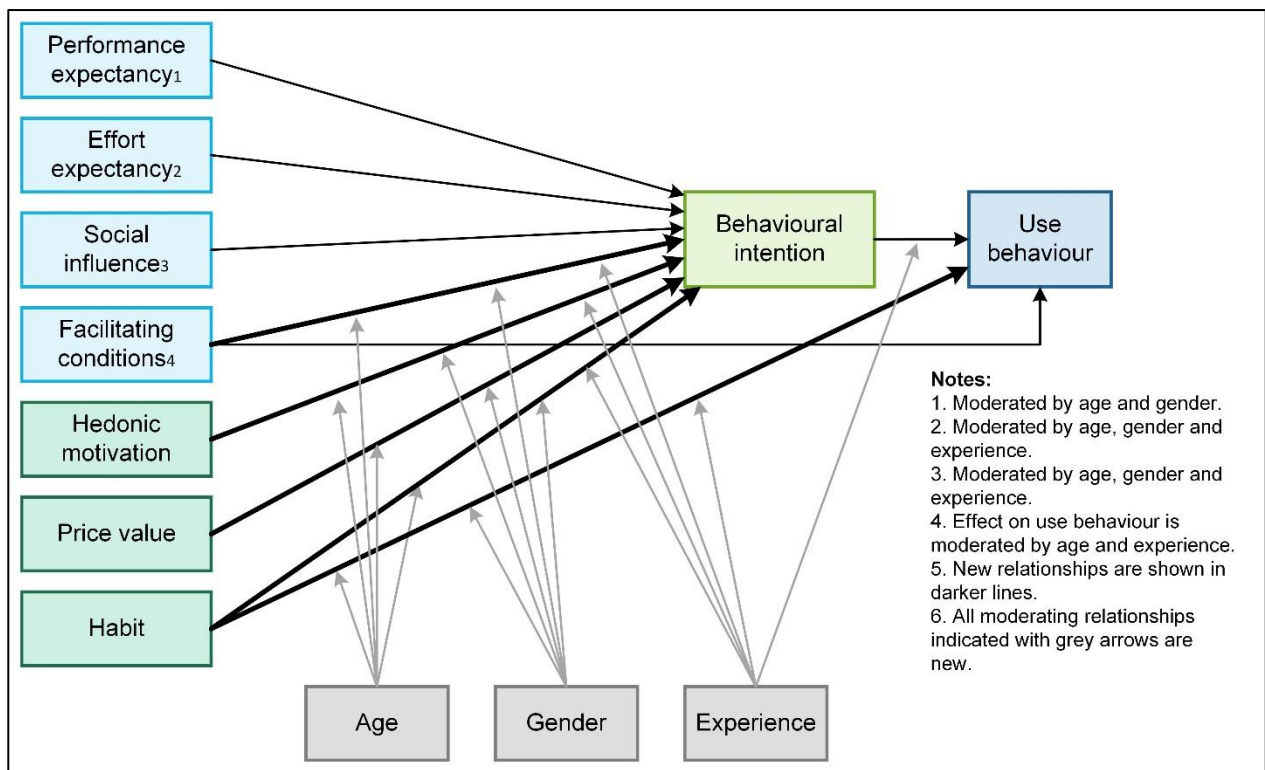 Performance
expectancy1
Effort
expectancy2
Social
influence3
Facilitating
conditions4
Hedonic
motivation
Price value
Habit
Behavioural
intention
Use
behaviour
Notes:
1. Moderated by age and gender.
2. Moderated by age, gender and
experience.
3. Moderated by age, gender and
experience.
4. Effect on use behaviour is
moderated by age and experience.
5. New relationships are shown in
darker lines.
6. All moderating relationships
indicated with grey arrows are
new.
Age
Gender
Experience